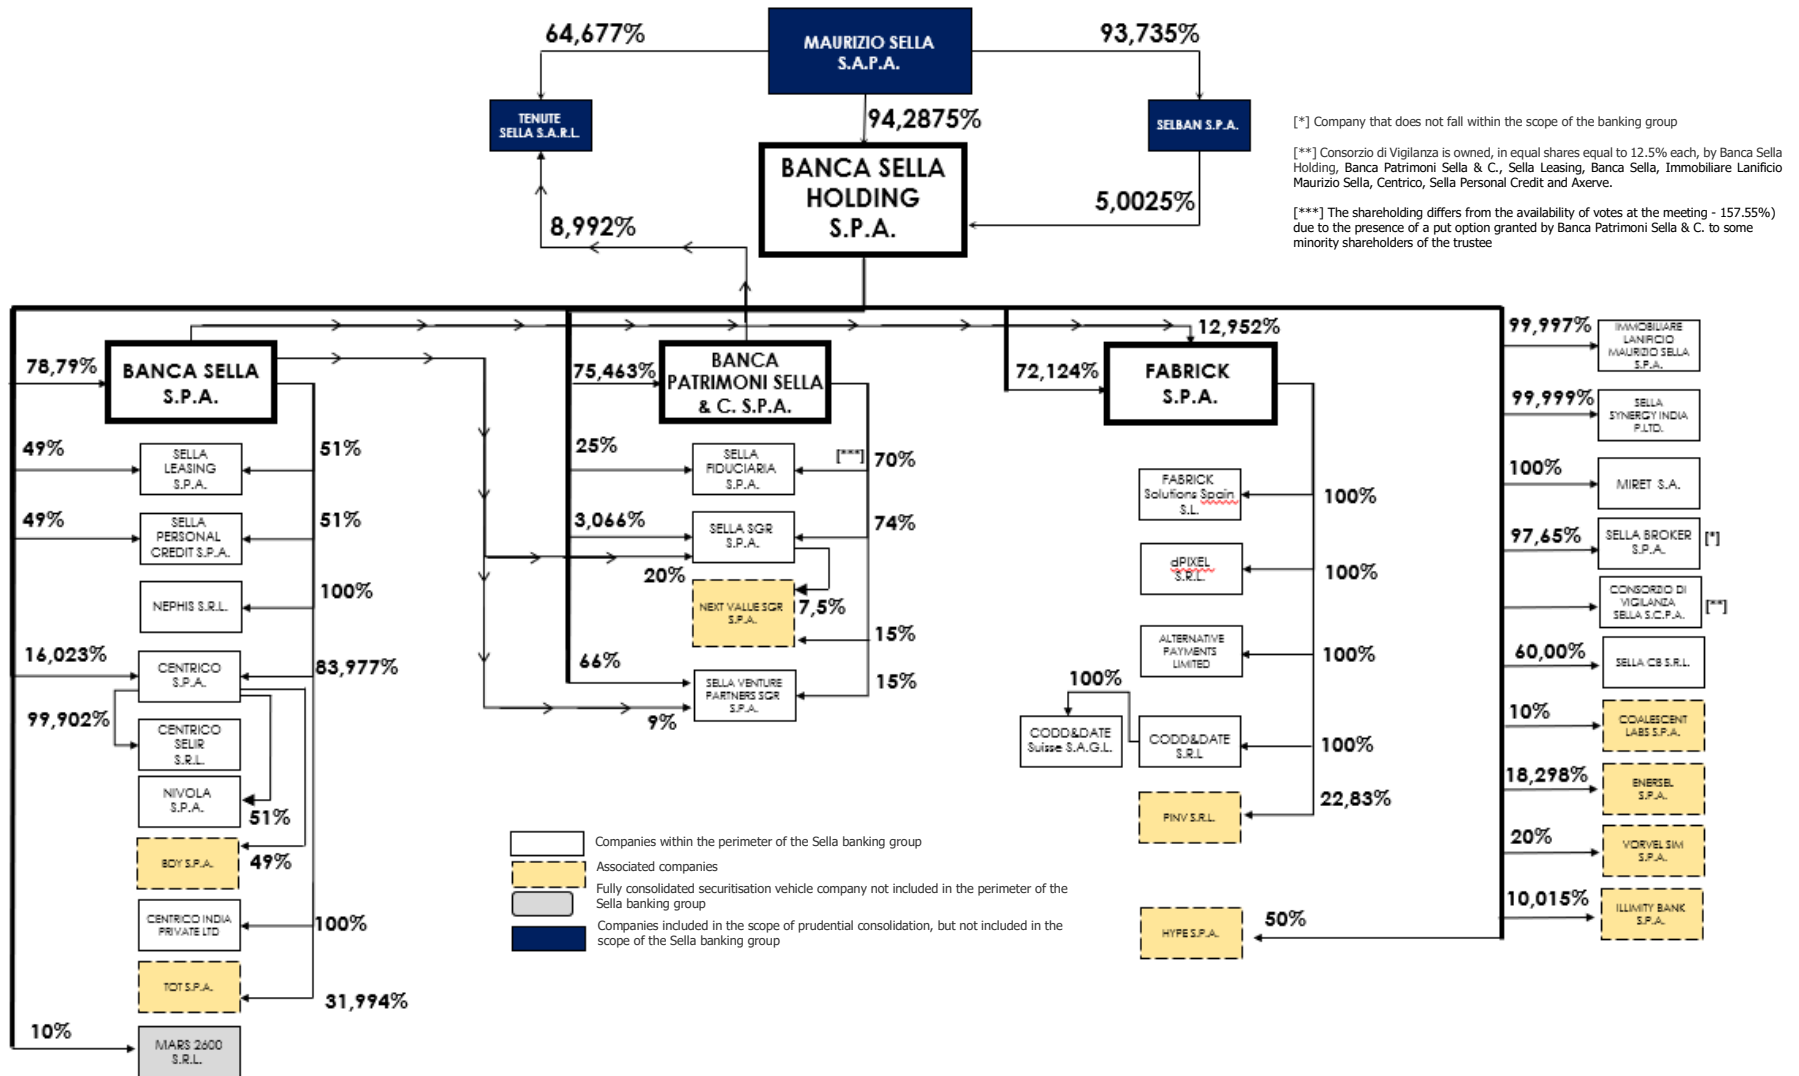 64,677%
MAURIZIO SELLA
S.A.P.A.
93,735%
TENUTE
SELLA S.A.R.L.
94,2875%
SELBAN S.P.A.
[*] Company that does not fall within the scope of the banking group
[**] Consorzio di Vigilanza is owned, in equal shares equal to 12.5% each, by Banca Sella
Holding, Banca Patrimoni Sella & C., Sella Leasing, Banca Sella, Immobiliare Lanificio
Maurizio Sella, Centrico, Sella Personal Credit and Axerve.
[***] The shareholding differs from the availability of votes at the meeting - 157.55%)
due to the presence of a put option granted by Banca Patrimoni Sella & C. to some
minority shareholders of the trustee
BANCA SELLA
HOLDING
S.P.A.
8,992%
5,0025%
78,79%
BANCA SELLA
S.P.A.
49%
SELLA
LEASING
S.P.A.
51%
49%
SELLA
PERSONAL
CREDIT S.P.A.
51%
NEPHIS S.R.L.
100%
16,023%
CENTRICO
S.P.A.
83,977%
99,902%
CENTRICO
SELIR
S.R.L.
NIVOLA
S.P.A.
51%
BDY S.P.A.
49%
CENTRICO INDIA
PRIVATE LTD
100%
TOT S.P.A.
31,994%
10%
MARS 2600
S.R.L.
75,463%
BANCA
PATRIMONI SELLA
& C. S.P.A.
25%
SELLA
FIDUCIARIA
S.P.A.
[***]
70%
3,066%
SELLA SGR
S.P.A.
74%
20%
NEXT VALUE SGR
S.P.A.
7,5%
15%
66%
SELLA VENTURE
PARTNERS SGR
S.P.A.
15%
9%
12,952%
72,124%
FABRICK
S.P.A.
FABRICK
Solutions Spain
S.L.
100%
dPIXEL
S.R.L.
100%
ALTERNATIVE
PAYMENTS
LIMITED
100%
100%
CODD&DATE
Suisse S.A.G.L.
CODD&DATE
S.R.L
100%
PINV S.R.L.
22,83%
HYPE S.P.A.
50%
99,997%
IMMOBILIARE
LANIFICIO
MAURIZIO SELLA
S.P.A.
99,999%
SELLA
SYNERGY INDIA
P.LTD.
100%
MIRET S.A.
97,65%
SELLA BROKER
S.P.A.
[*]
CONSORZIO DI
VIGILANZA
SELLA S.C.P.A.
[**]
60,00%
SELLA CB S.R.L.
10%
COALESCENT
LABS S.P.A.
18,298%
ENERSEL
S.P.A.
20%
VORVEL SIM
S.P.A.
10,015%
ILLIMITY BANK
S.P.A.
Companies within the perimeter of the Sella banking group
Associated companies
Fully consolidated securitisation vehicle company not included in the perimeter of the
Sella banking group
Companies included in the scope of prudential consolidation, but not included in the
scope of the Sella banking group